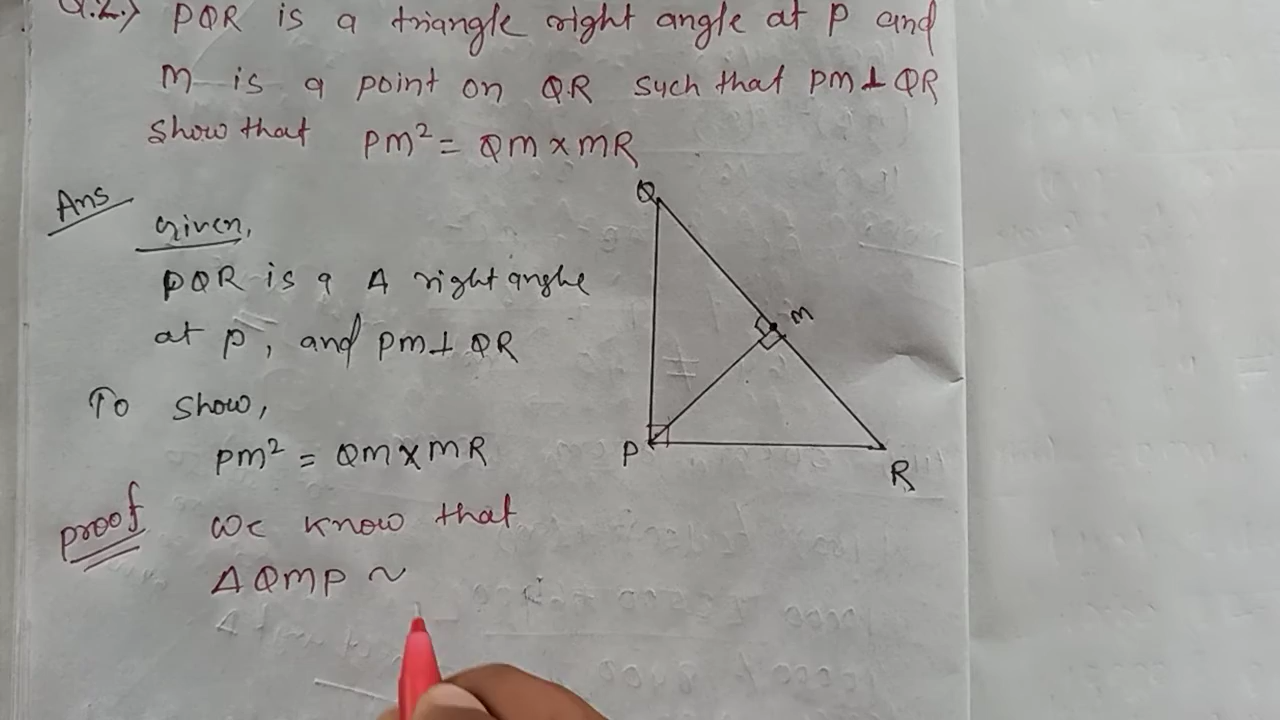 Q.2.) PQR is a triangle right angle at P and
M is a point on QR such that PM⊥QR
show that PM² = QM×MR
Ans
Given,
PQR is a Δ right angle
at P, and PM⊥QR
To show,
PM² = QM×MR
Proof We know that
ΔQMP ~
Q
M
P
R